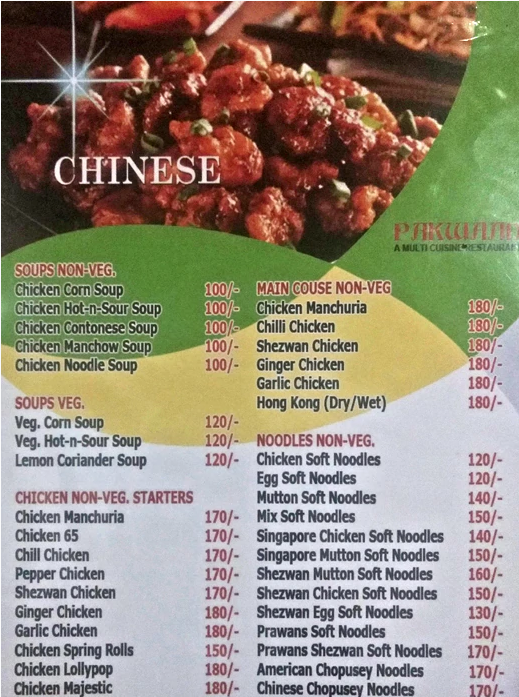 CHINESE
PAKWAAN
A MULTI CUISINE RESTAURANT
SOUPS NON-VEG.
Chicken Corn Soup 100/-
Chicken Hot-n-Sour Soup 100/-
Chicken Contonese Soup 100/-
Chicken Manchow Soup 100/-
Chicken Noodle Soup 100/-
SOUPS VEG.
Veg. Corn Soup 120/-
Veg. Hot-n-Sour Soup 120/-
Lemon Coriander Soup 120/-
CHICKEN NON-VEG. STARTERS
Chicken Manchuria 170/-
Chicken 65 170/-
Chill Chicken 170/-
Pepper Chicken 170/-
Shezwan Chicken 170/-
Ginger Chicken 180/-
Garlic Chicken 180/-
Chicken Spring Rolls 150/-
Chicken Lollypop 180/-
Chicken Majestic 180/-
MAIN COUSE NON-VEG
Chicken Manchuria 180/-
Chilli Chicken 180/-
Shezwan Chicken 180/-
Ginger Chicken 180/-
Garlic Chicken 180/-
Hong Kong (Dry/Wet) 180/-
NOODLES NON-VEG.
Chicken Soft Noodles 120/-
Egg Soft Noodles 120/-
Mutton Soft Noodles 140/-
Mix Soft Noodles 150/-
Singapore Chicken Soft Noodles 140/-
Singapore Mutton Soft Noodles 150/-
Shezwan Mutton Soft Noodles 160/-
Shezwan Chicken Soft Noodles 150/-
Shezwan Egg Soft Noodles 130/-
Prawans Soft Noodles 150/-
Prawans Shezwan Soft Noodles 170/-
American Chopusey Noodles 170/-
Chinese Chopusey Noodles 170/-